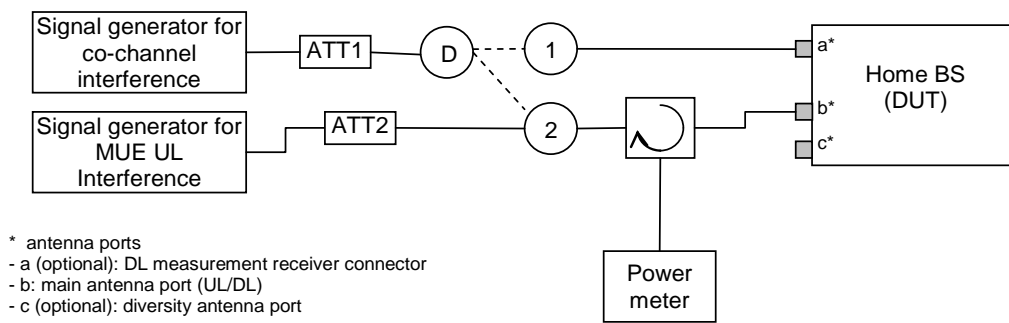 Signal generator for
co-channel
interference
ATT1
D
1
a*
Home BS
(DUT)
Signal generator for
MUE UL
Interference
ATT2
2
b*
c*
Power
meter
* antenna ports
- a (optional): DL measurement receiver connector
- b: main antenna port (UL/DL)
- c (optional): diversity antenna port